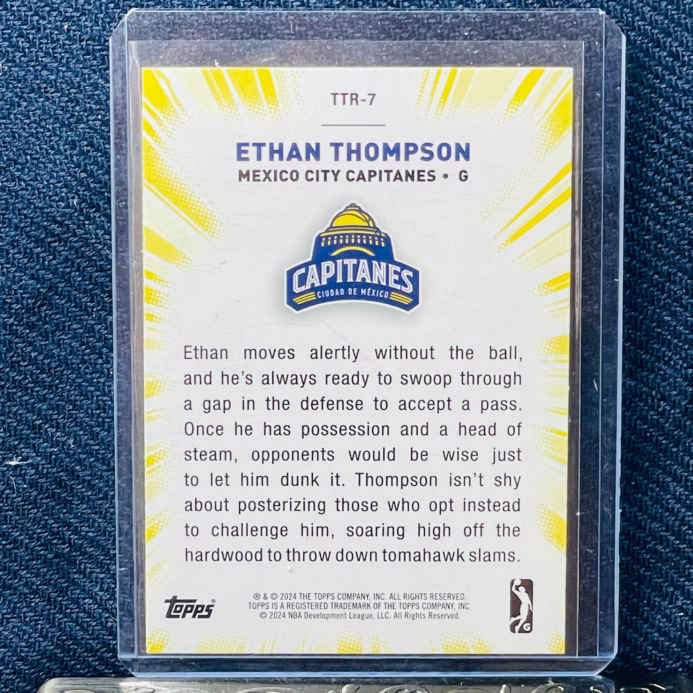 TTR-7
ETHAN THOMPSON
MEXICO CITY CAPITANES • G
CAPITANES
CIUDAD DE MÉXICO
Ethan moves alertly without the ball,
and he's always ready to swoop through
a gap in the defense to accept a pass.
Once he has possession and a head of
steam, opponents would be wise just
to let him dunk it. Thompson isn't shy
about posterizing those who opt instead
to challenge him, soaring high off the
hardwood to throw down tomahawk slams.
topps®
® & © 2024 THE TOPPS COMPANY, INC. ALL RIGHTS RESERVED.
TOPPS IS A REGISTERED TRADEMARK OF THE TOPPS COMPANY, INC.
© 2024 NBA Development League, LLC. All Rights Reserved.
G